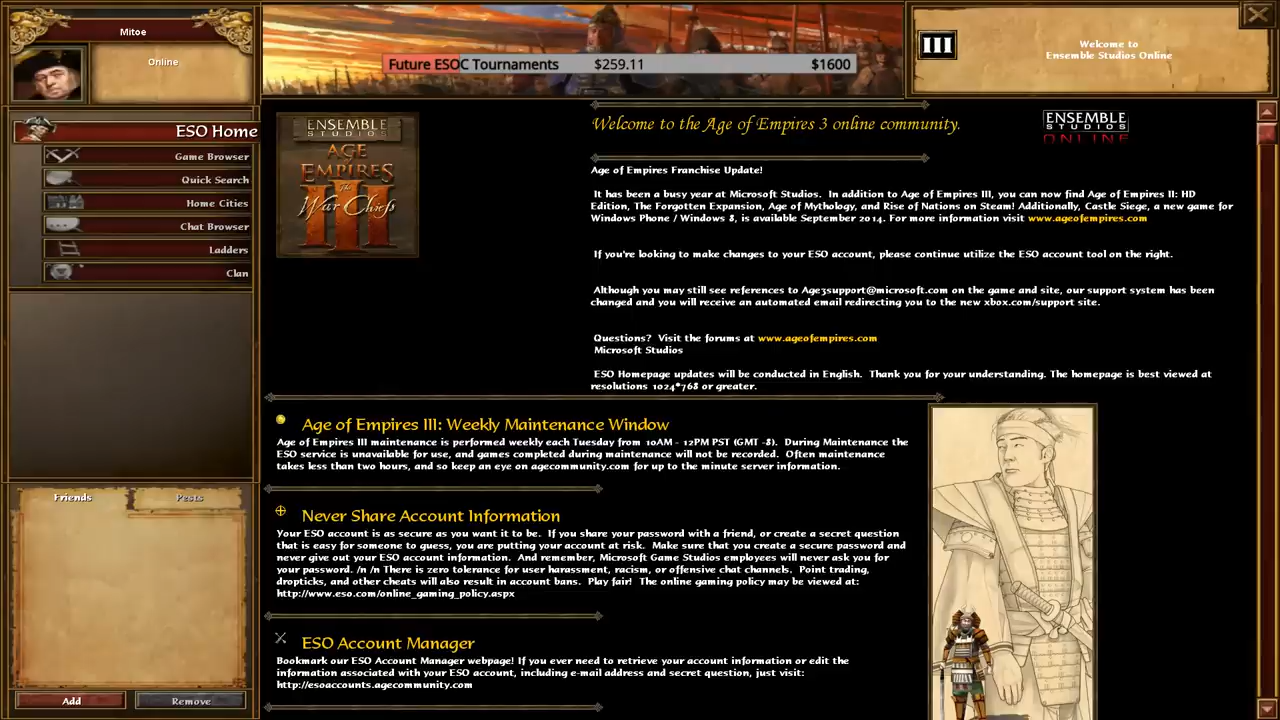 Mitoe
Online
Future ESOC Tournaments $259.11 $1600
III
Welcome to
Ensemble Studios Online
ESO Home
Game Browser
Quick Search
Home Cities
Chat Browser
Ladders
Clan
Friends
Pests
Add
Remove
ENSEMBLE
STUDIOS
AGE
OF
EMPIRES
III
The
WarChiefs
Welcome to the Age of Empires 3 online community.
ENSEMBLE
STUDIOS
ONLINE
Age of Empires Franchise Update!
It has been a busy year at Microsoft Studios. In addition to Age of Empires III, you can now find Age of Empires II: HD
Edition, The Forgotten Expansion, Age of Mythology, and Rise of Nations on Steam! Additionally, Castle Siege, a new game for
Windows Phone / Windows 8, is available September 2014. For more information visit www.ageofempires.com
If you're looking to make changes to your ESO account, please continue utilize the ESO account tool on the right.
Although you may still see references to Age3support@microsoft.com on the game and site, our support system has been
changed and you will receive an automated email redirecting you to the new xbox.com/support site.
Questions? Visit the forums at www.ageofempires.com
Microsoft Studios
ESO Homepage updates will be conducted in English. Thank you for your understanding. The homepage is best viewed at
resolutions 1024*768 or greater.
Age of Empires III: Weekly Maintenance Window
Age of Empires III maintenance is performed weekly each Tuesday from 10AM - 12PM PST (GMT -8). During Maintenance the
ESO service is unavailable for use, and games completed during maintenance will not be recorded. Often maintenance
takes less than two hours, and so keep an eye on agecommunity.com for up to the minute server information.
Never Share Account Information
Your ESO account is as secure as you want it to be. If you share your password with a friend, or create a secret question
that is easy for someone to guess, you are putting your account at risk. Make sure that you create a secure password and
never give out your ESO account information. And remember, Microsoft Game Studios employees will never ask you for
your password. /n /n There is zero tolerance for user harassment, racism, or offensive chat channels. Point trading,
dropticks, and other cheats will also result in account bans. Play fair! The online gaming policy may be viewed at:
http://www.eso.com/online_gaming_policy.aspx
ESO Account Manager
Bookmark our ESO Account Manager webpage! If you ever need to retrieve your account information or edit the
information associated with your ESO account, including e-mail address and secret question, just visit:
http://esoaccounts.agecommunity.com